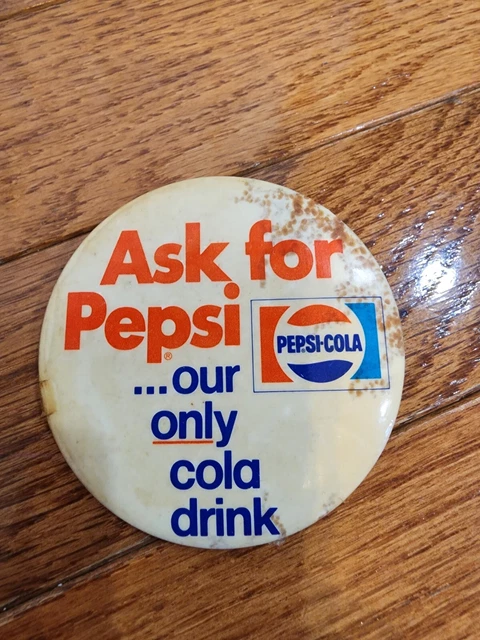 Ask for
Pepsi®
...our
only
cola
drink
PEPSI-COLA